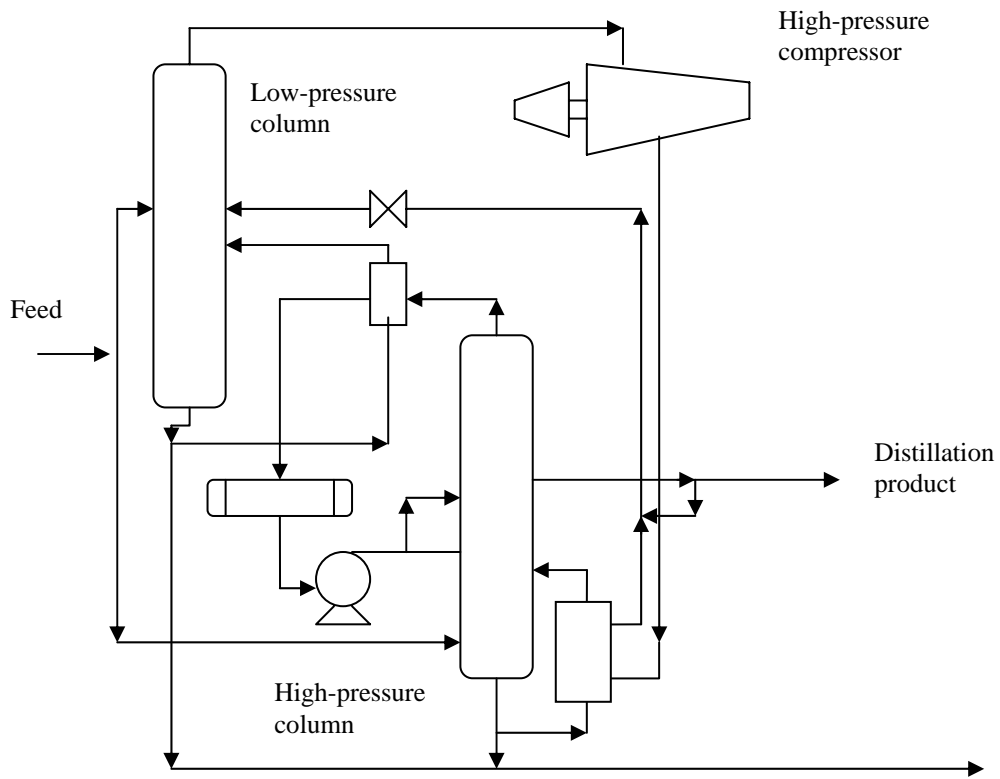 High-pressure
compressor
Low-pressure
column
Feed
Distillation
product
High-pressure
column